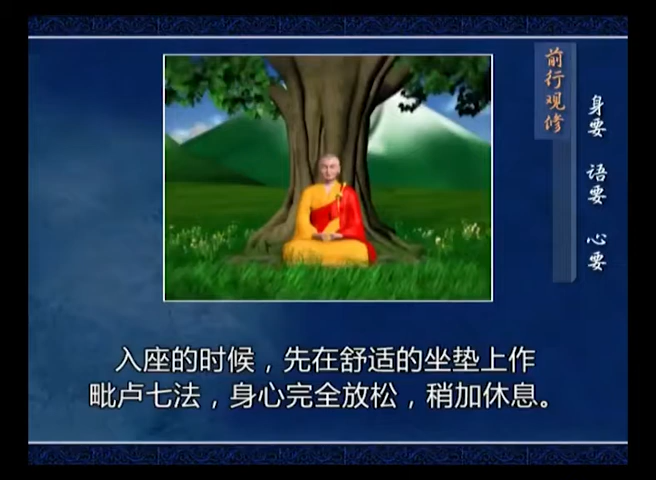 前行观修
身要 语要 心要
入座的时候，先在舒适的坐垫上作
毗卢七法，身心完全放松，稍加休息。